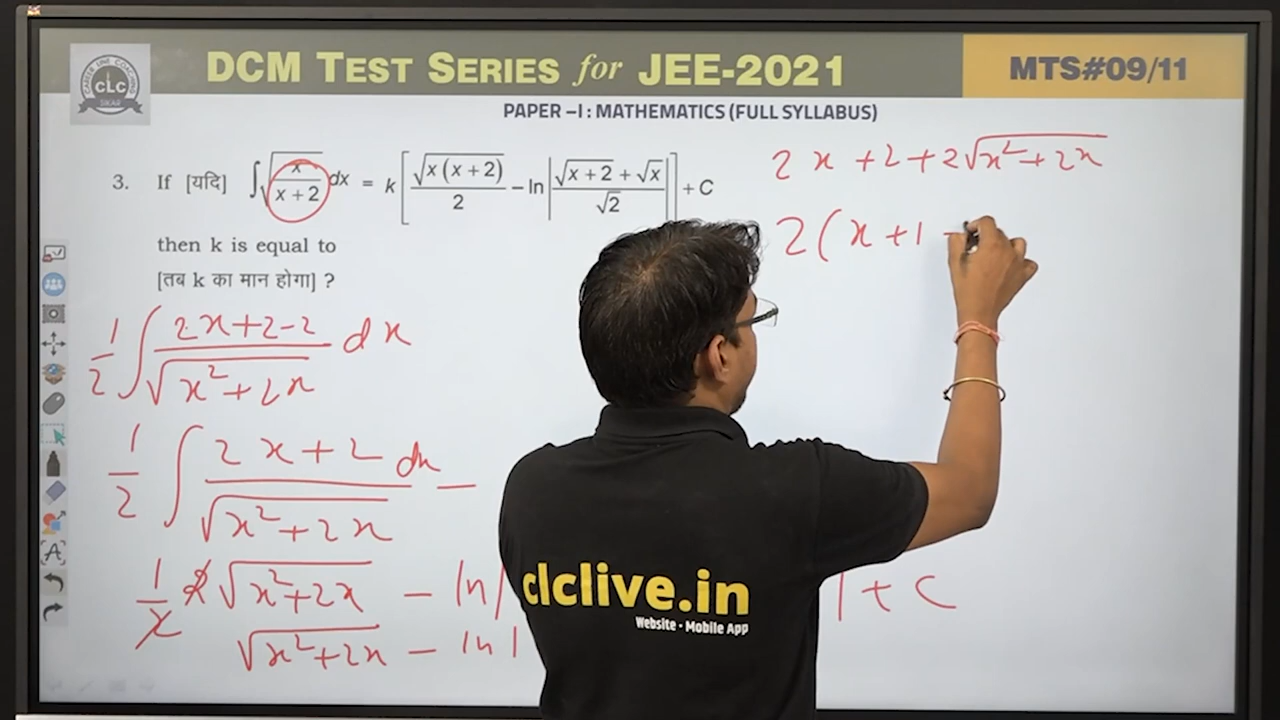 CAREER LINE COACHING
CLC
SIKAR
DCM TEST SERIES for JEE-2021
MTS#09/11
PAPER –I : MATHEMATICS (FULL SYLLABUS)
3. If [यदि] ∫√(x/(x+2)) dx = k[√(x(x+2))/2 − ln|(√(x+2) + √x)/√2|] + C
then k is equal to
[तब k का मान होगा] ?
1/2 ∫ (2x+2-2)/√(x²+2x) dx
1/2 ∫ (2x+2 dx)/√(x²+2x) −
1/2 2√(x²+2x) − ln| | + C
√(x²+2x) − ln|
2x+2+2√(x²+2x)
2(x+1
A
clclive.in
Website • Mobile App